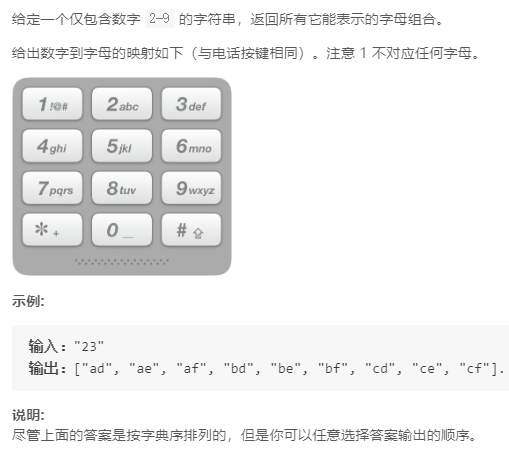 给定一个仅包含数字 2-9 的字符串，返回所有它能表示的字母组合。
给出数字到字母的映射如下（与电话按键相同）。注意 1 不对应任何字母。
1 !@# 2 abc 3 def
4 ghi 5 jkl 6 mno
7 pqrs 8 tuv 9 wxyz
* + 0 _ # ⇧
示例:
输入："23"
输出：["ad", "ae", "af", "bd", "be", "bf", "cd", "ce", "cf"].
说明:
尽管上面的答案是按字典序排列的，但是你可以任意选择答案输出的顺序。